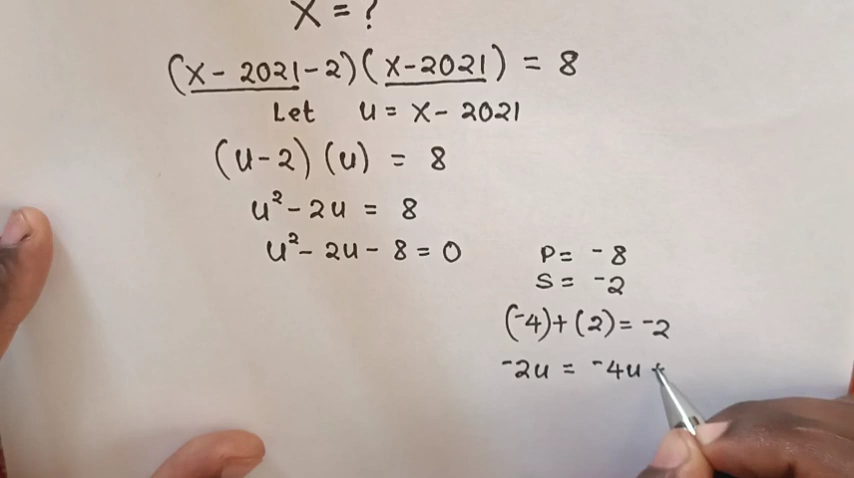 X = ?
(X - 2021 - 2)(X - 2021) = 8
Let u = X - 2021
(u - 2)(u) = 8
u² - 2u = 8
u² - 2u - 8 = 0
P = -8
S = -2
(-4) + (2) = -2
-2u = -4u +